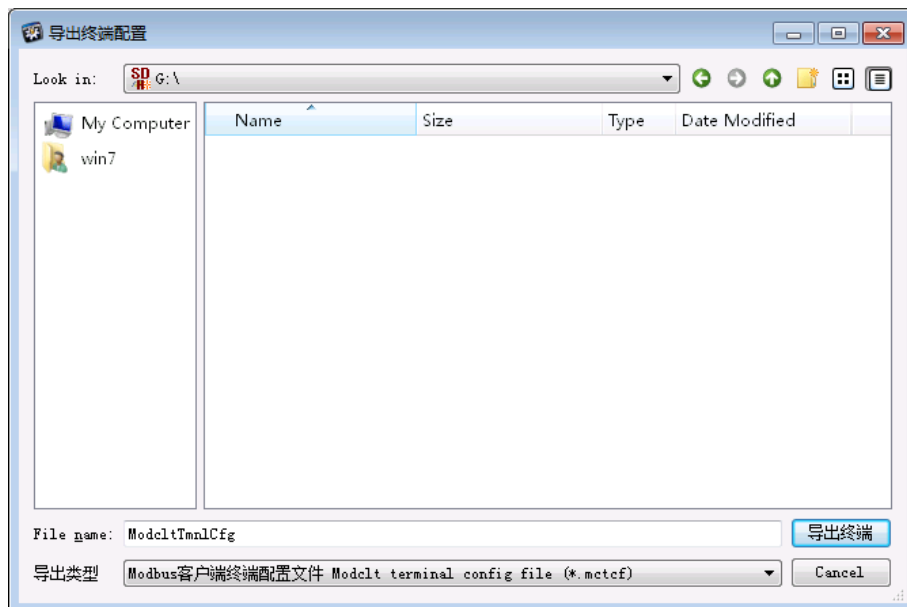 导出终端配置
Look in: G:\
My Computer
win7
Name Size Type Date Modified
File name: ModcltTmnlCfg 导出终端
导出类型 Modbus客户端终端配置文件 Modclt terminal config file (*.mctcf) Cancel